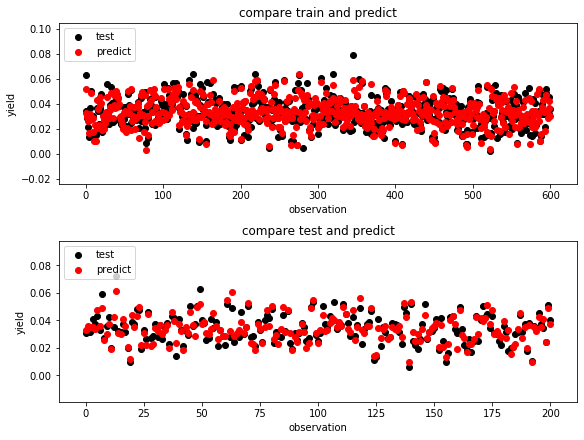 compare train and predict
test
predict
yield
0.10
0.08
0.06
0.04
0.02
0.00
−0.02
0 100 200 300 400 500 600
observation
compare test and predict
test
predict
yield
0.08
0.06
0.04
0.02
0.00
0 25 50 75 100 125 150 175 200
observation